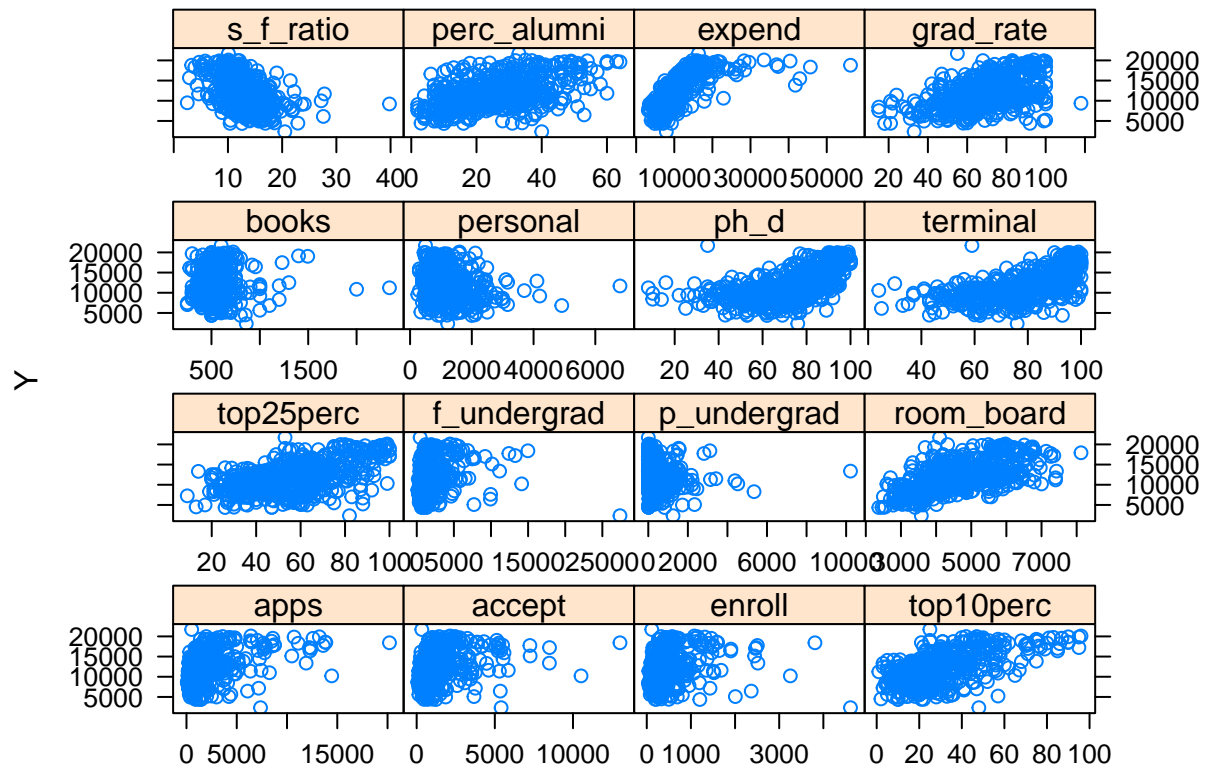 s_f_ratio perc_alumni expend grad_rate
20000
15000
10000
5000
10 20 30 40 0 20 40 60 10000 30000 50000 20 40 60 80 100
books personal ph_d terminal
20000
15000
10000
5000
500 1500 0 2000 4000 6000 20 40 60 80 100 40 60 80 100
Y
top25perc f_undergrad p_undergrad room_board
20000
15000
10000
5000
20 40 60 80 100 0 5000 15000 25000 0 2000 6000 10000 3000 5000 7000
apps accept enroll top10perc
20000
15000
10000
5000
0 5000 15000 0 5000 10000 0 1000 3000 0 20 40 60 80 100